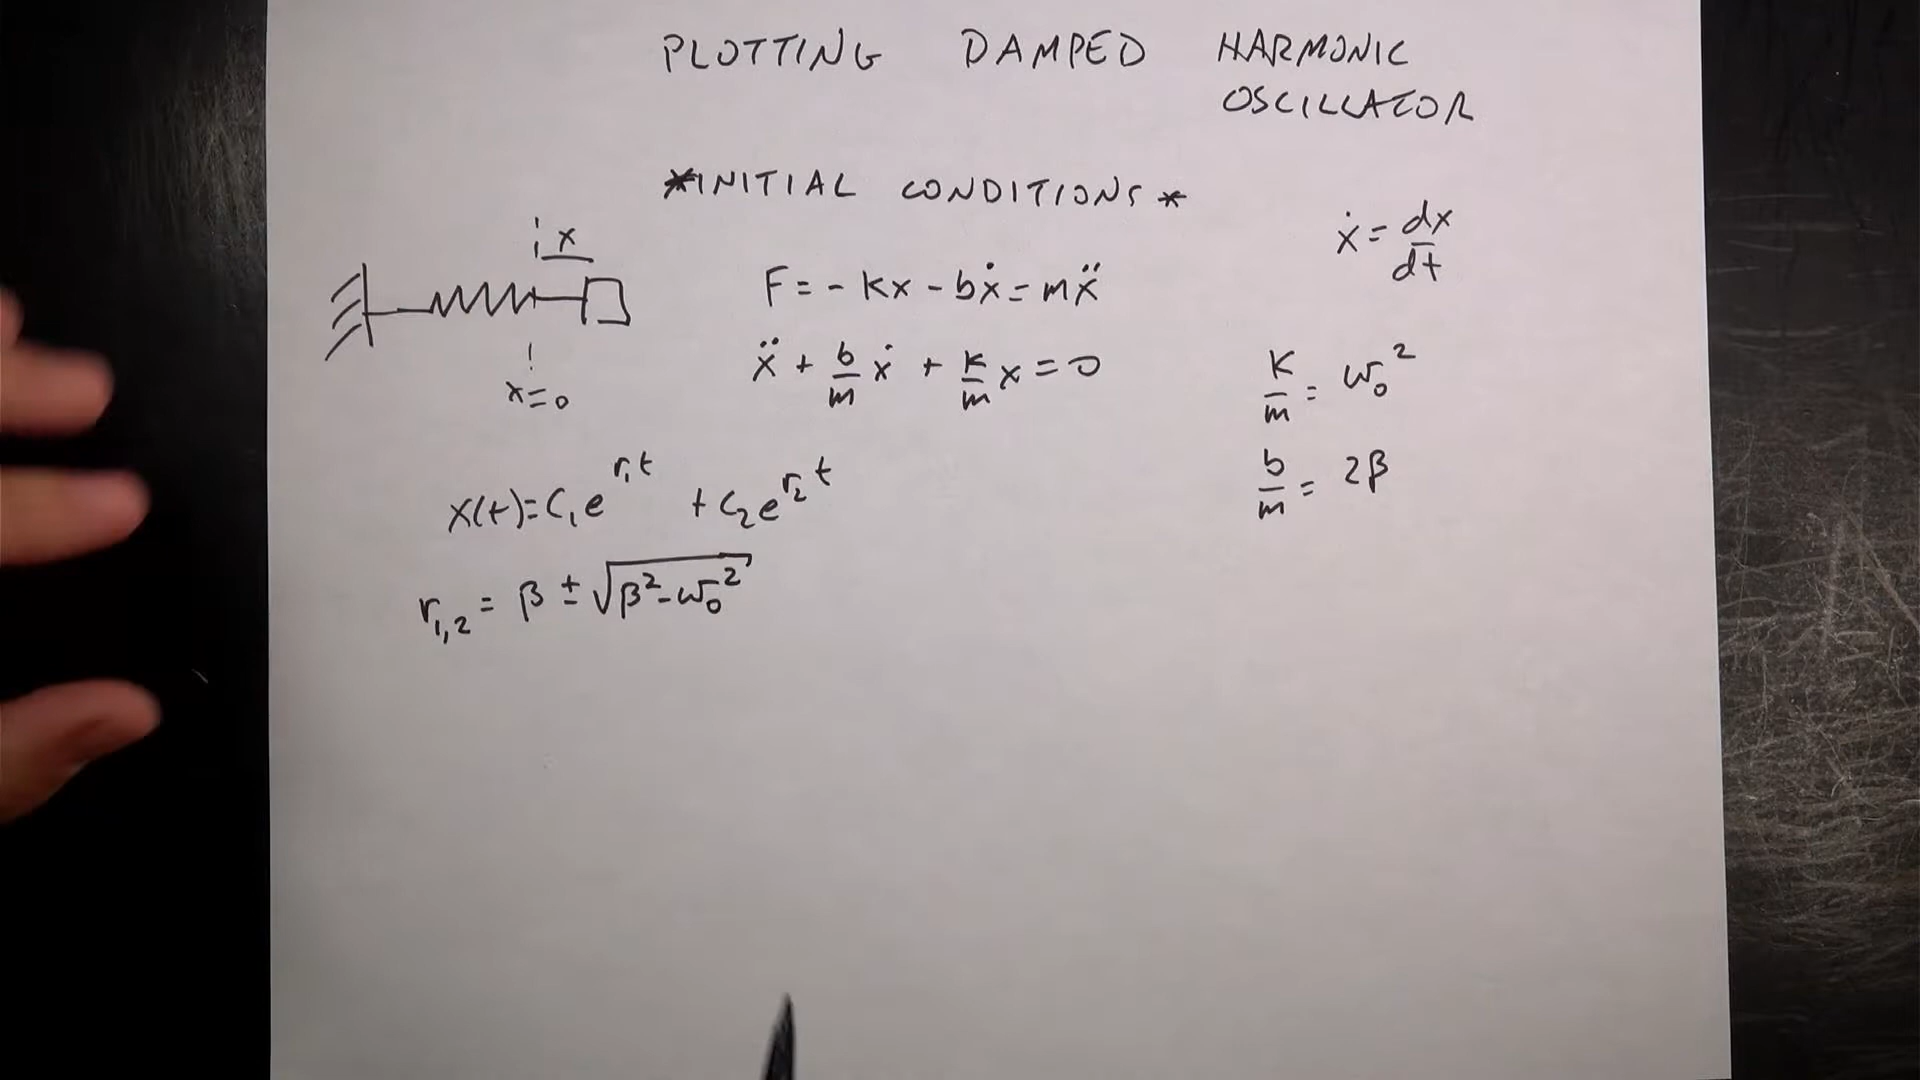 PLOTTING DAMPED HARMONIC
OSCILLATOR
*INITIAL CONDITIONS*
ẋ = dx/dt
x
F = - kx - bẋ = mẍ
ẍ + b/m ẋ + k/m x = 0
k/m = ω₀²
x=0
b/m = 2β
x(t) = C₁e^(r₁t) + C₂e^(r₂t)
r₁,₂ = β ± √(β² - ω₀²)